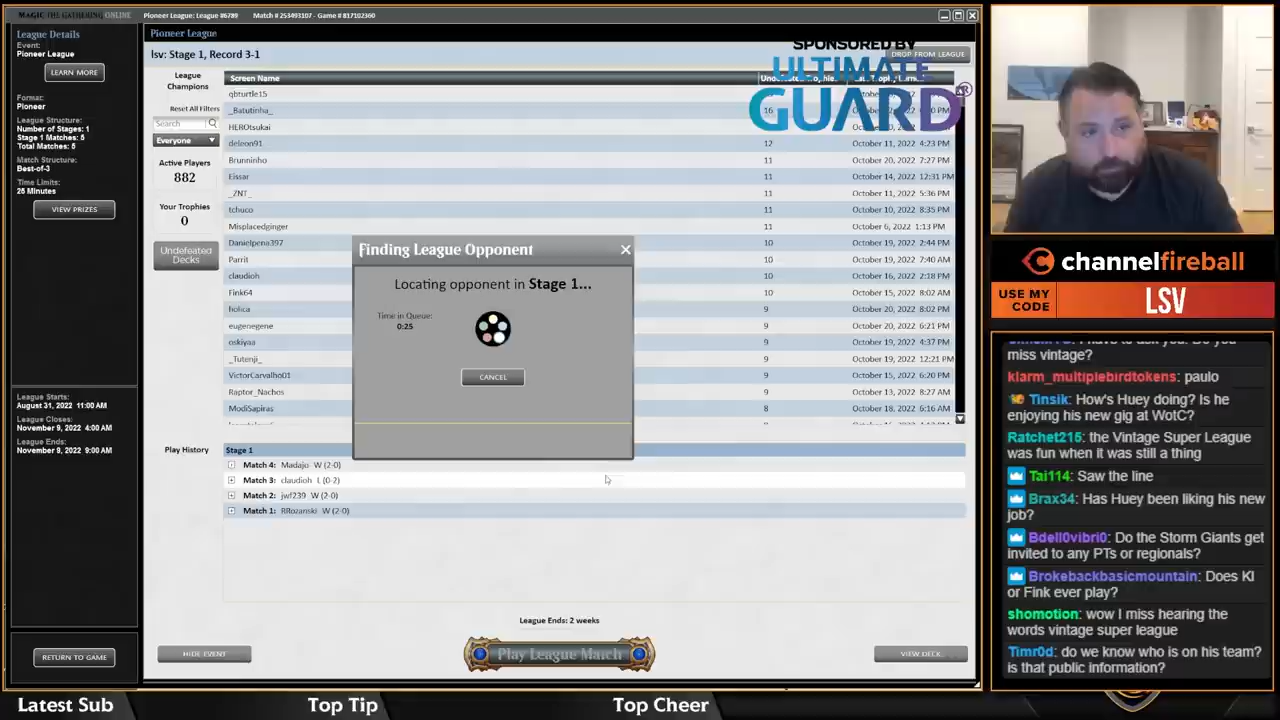 MAGIC THE GATHERING ONLINE
Pioneer League: League #6789
Match # 253493107 - Game # 817102360
League Details
Event:
Pioneer League
LEARN MORE
Format:
Pioneer
League Structure:
Number of Stages: 1
Stage 1 Matches: 5
Total Matches: 5
Match Structure:
Best-of-3
Time Limits:
25 Minutes
VIEW PRIZES
League Starts:
August 31, 2022 11:00 AM
League Closes:
November 9, 2022 4:00 AM
League Ends:
November 9, 2022 9:00 AM
RETURN TO GAME
Pioneer League
lsv: Stage 1, Record 3-1
DROP FROM LEAGUE
SPONSORED BY
ULTIMATE
GUARD
League
Champions
Reset All Filters
Search
Everyone
Active Players
882
Your Trophies
0
Undefeated
Decks
Screen Name
qbturtle15
_Batutinha_ 16
HEROtsukai
deleon91 12 October 11, 2022 4:23 PM
Brunninho 11 October 20, 2022 7:27 PM
Eissar 11 October 14, 2022 12:31 PM
_ZNT_ 11 October 11, 2022 5:36 PM
tchuco 11 October 10, 2022 8:35 PM
Misplacedginger 11 October 6, 2022 1:13 PM
Danielpena397 10 October 19, 2022 2:44 PM
Parrit 10 October 19, 2022 7:40 AM
claudioh 10 October 16, 2022 2:18 PM
Fink64 10 October 15, 2022 8:02 AM
holica 9 October 20, 2022 8:02 PM
eugenegene 9 October 20, 2022 6:21 PM
oskiyaa 9 October 19, 2022 4:37 PM
_Tutenji_ 9 October 19, 2022 12:21 PM
VictorCarvalho01 9 October 15, 2022 6:20 PM
Raptor_Nachos 9 October 13, 2022 8:27 AM
ModiSapiras 8 October 18, 2022 6:16 AM
Finding League Opponent
Locating opponent in Stage 1...
Time in Queue:
0:25
CANCEL
Play History
Stage 1
Match 4: Madaju W (2-0)
Match 3: claudioh L (0-2)
Match 2: jwf239 W (2-0)
Match 1: RRozanski W (2-0)
League Ends: 2 weeks
HIDE EVENT
Play League Match
VIEW DECK
channelfireball
USE MY
CODE
LSV
miss vintage?
klarm_multiplebirdtokens: paulo
Tinsik: How's Huey doing? Is he
enjoying his new gig at WotC?
Ratchet215: the Vintage Super League
was fun when it was still a thing
Tai114: Saw the line
Brax34: Has Huey been liking his new
job?
Bdell0vibri0: Do the Storm Giants get
invited to any PTs or regionals?
Brokebackbasicmountain: Does KI
or Fink ever play?
shomotion: wow I miss hearing the
words vintage super league
Timr0d: do we know who is on his team?
is that public information?
Latest Sub
Top Tip
Top Cheer